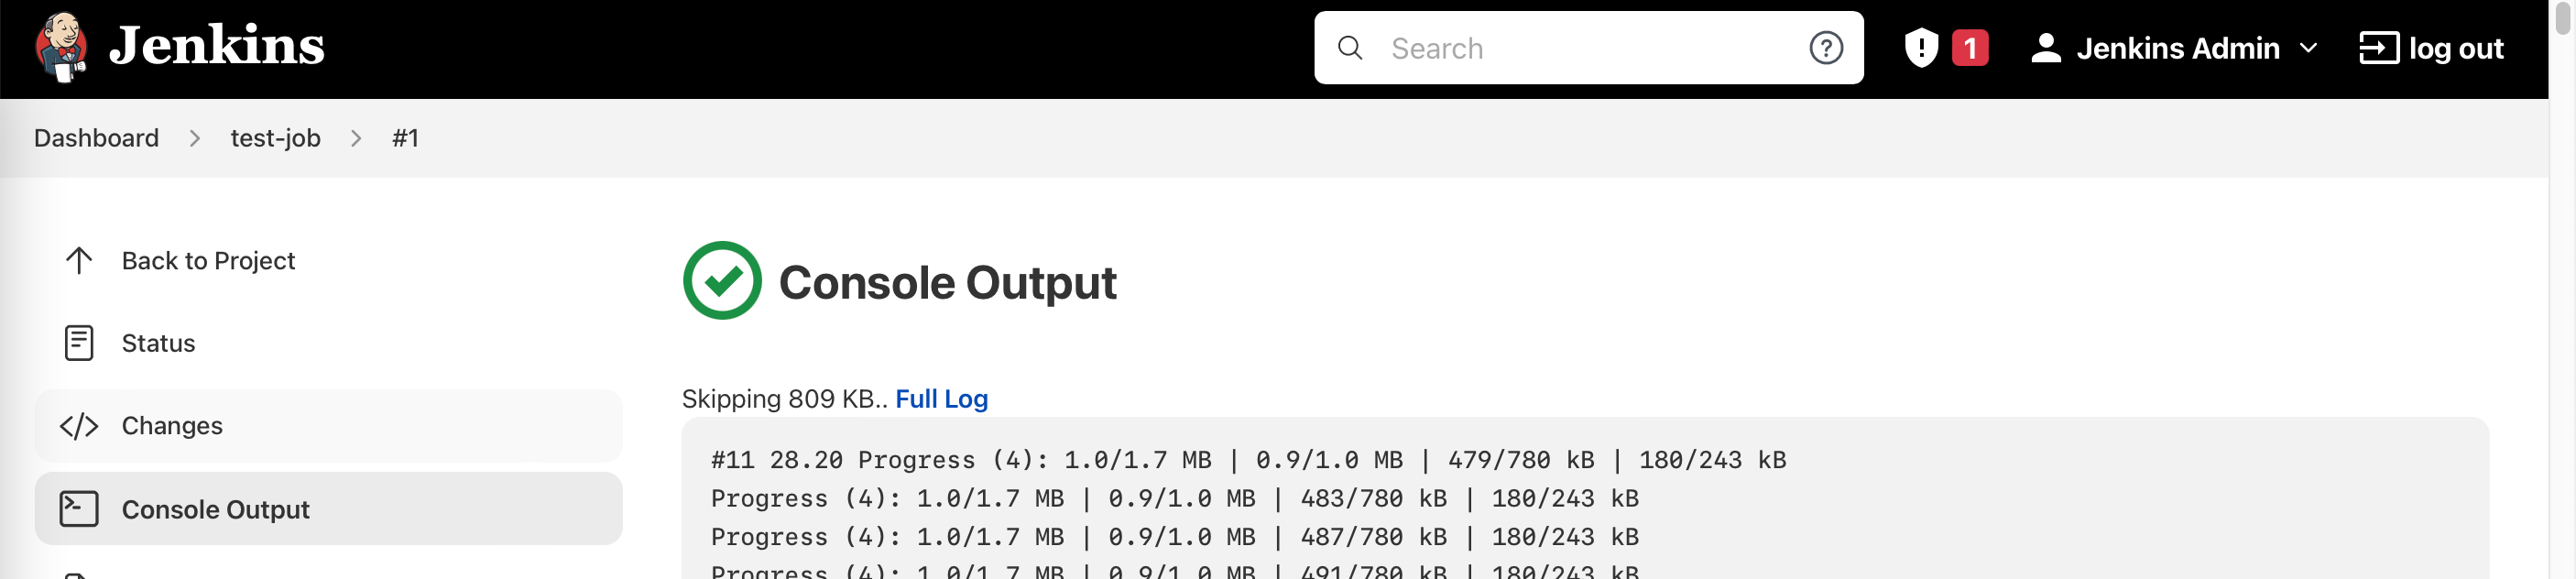 Jenkins
Search
1
Jenkins Admin
log out
Dashboard > test-job > #1
Back to Project
Status
Changes
Console Output
Console Output
Skipping 809 KB.. Full Log
#11 28.20 Progress (4): 1.0/1.7 MB | 0.9/1.0 MB | 479/780 kB | 180/243 kB
Progress (4): 1.0/1.7 MB | 0.9/1.0 MB | 483/780 kB | 180/243 kB
Progress (4): 1.0/1.7 MB | 0.9/1.0 MB | 487/780 kB | 180/243 kB
Progress (4): 1.0/1.7 MB | 0.9/1.0 MB | 491/780 kB | 180/243 kB